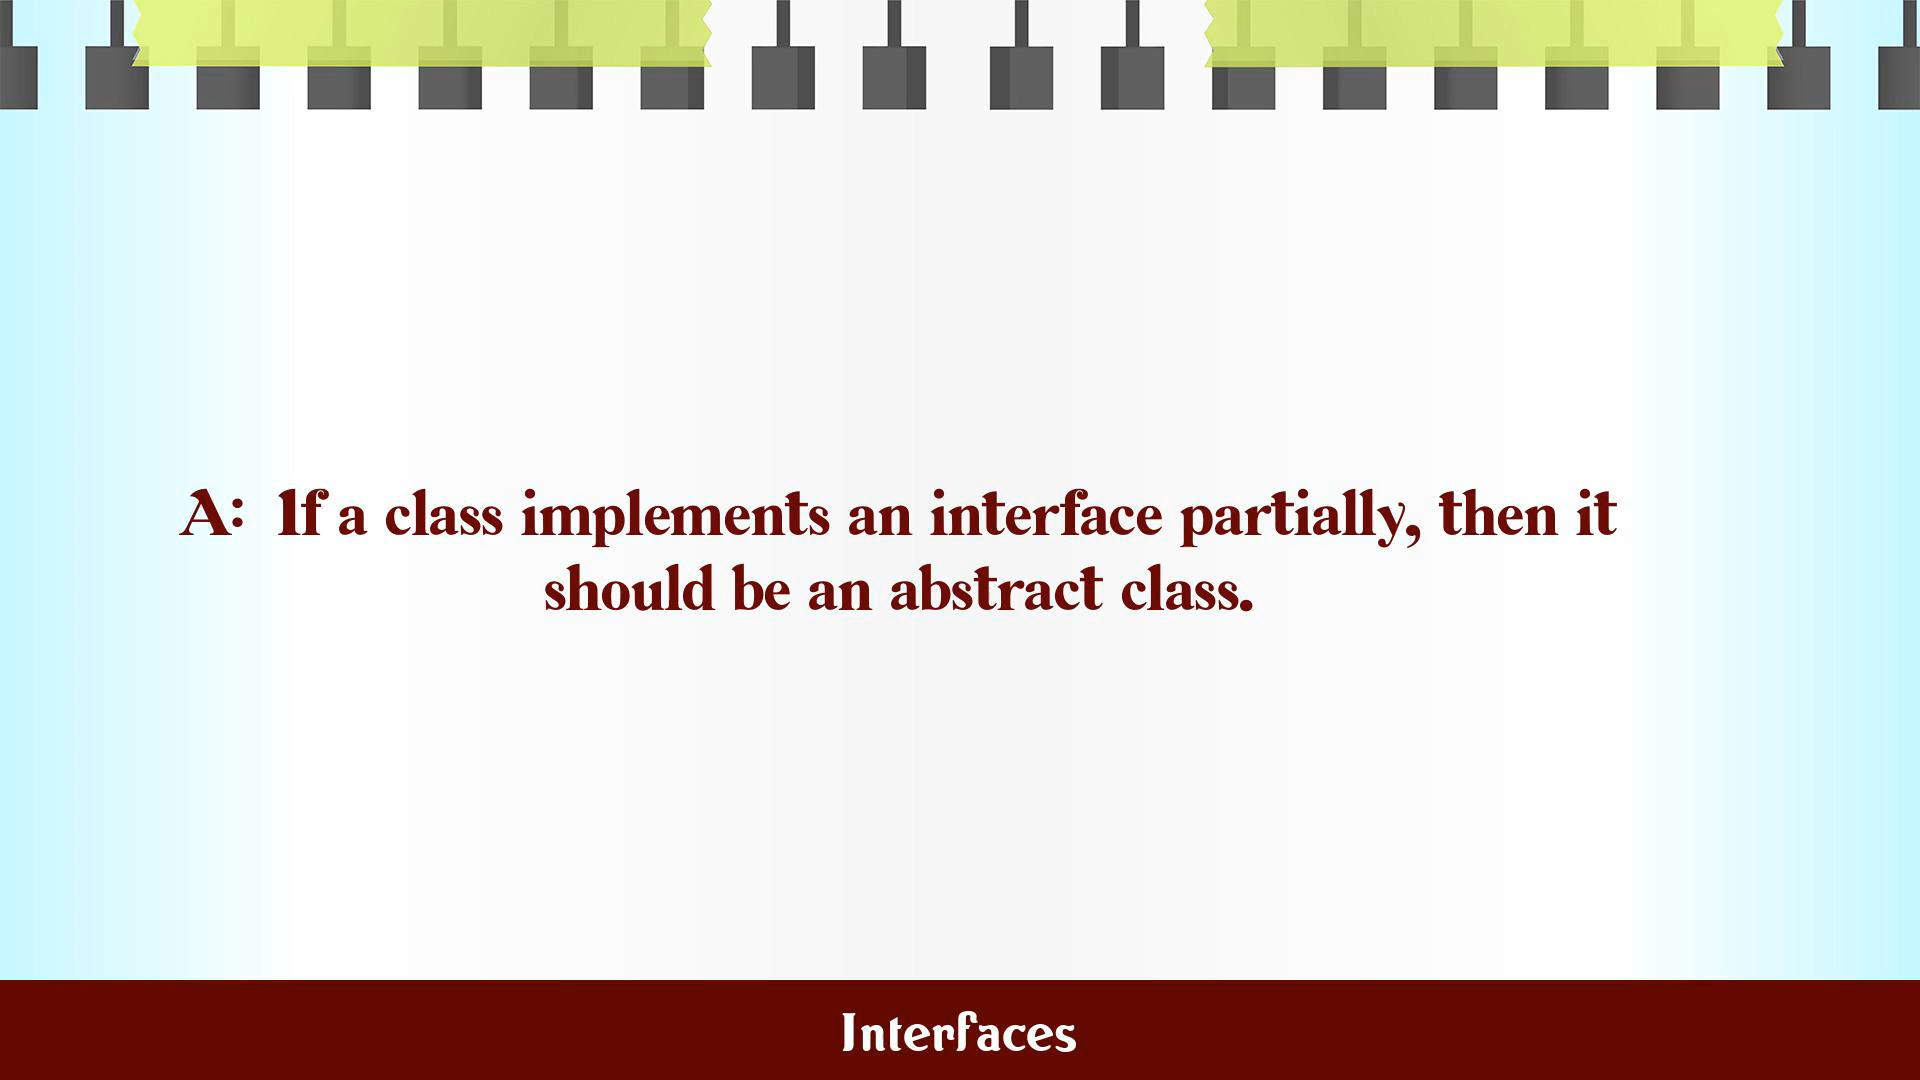 A: If a class implements an interface partially, then it
should be an abstract class.
Interfaces